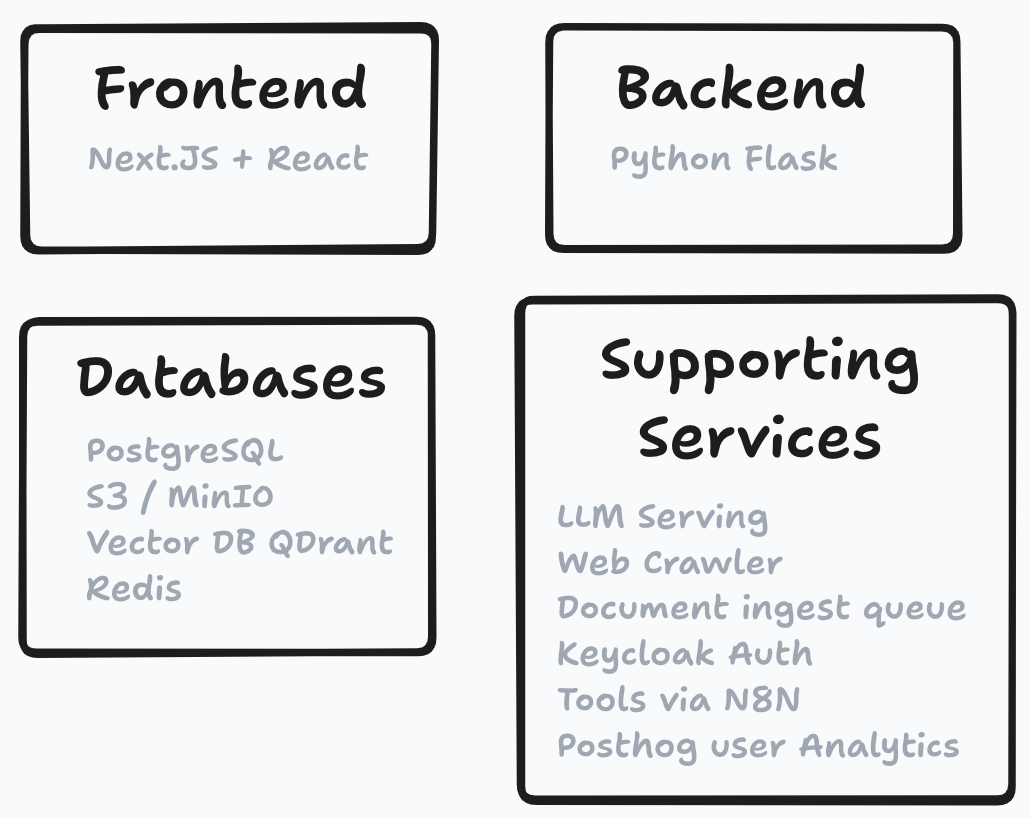 Frontend
Next.JS + React
Backend
Python Flask
Databases
PostgreSQL
S3 / MinIO
Vector DB QDrant
Redis
Supporting
Services
LLM Serving
Web Crawler
Document ingest queue
Keycloak Auth
Tools via N8N
Posthog user Analytics